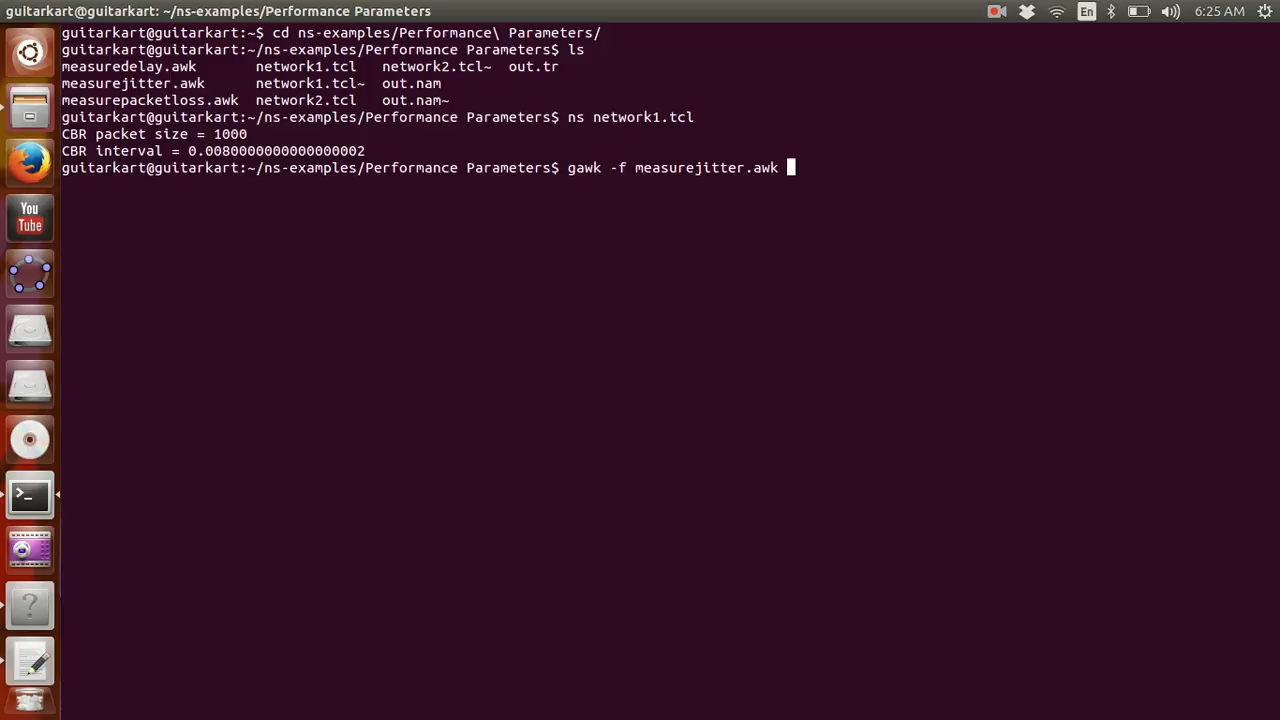 guitarkart@guitarkart: ~/ns-examples/Performance Parameters
En
6:25 AM
guitarkart@guitarkart:~$ cd ns-examples/Performance\ Parameters/
guitarkart@guitarkart:~/ns-examples/Performance Parameters$ ls
measuredelay.awk network1.tcl network2.tcl~ out.tr
measurejitter.awk network1.tcl~ out.nam
measurepacketloss.awk network2.tcl out.nam~
guitarkart@guitarkart:~/ns-examples/Performance Parameters$ ns network1.tcl
CBR packet size = 1000
CBR interval = 0.0080000000000000002
guitarkart@guitarkart:~/ns-examples/Performance Parameters$ gawk -f measurejitter.awk
You
Tube